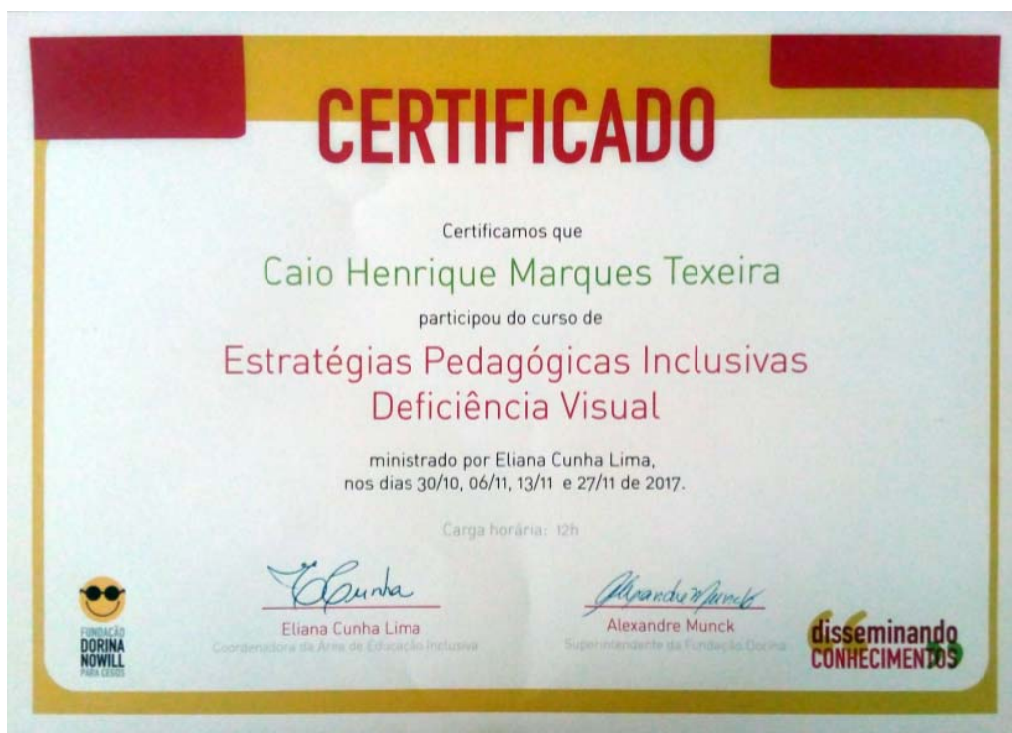 CERTIFICADO
Certificamos que
Caio Henrique Marques Texeira
participou do curso de
Estratégias Pedagógicas Inclusivas
Deficiência Visual
ministrado por Eliana Cunha Lima,
nos dias 30/10, 06/11, 13/11 e 27/11 de 2017.
Carga horária: 12h
Eliana Cunha Lima
Coordenadora da Área de Educação Inclusiva
Alexandre Munck
Superintendente da Fundação Dorina
FUNDAÇÃO
DORINA
NOWILL
PARA CEGOS
disseminando
CONHECIMENTOS